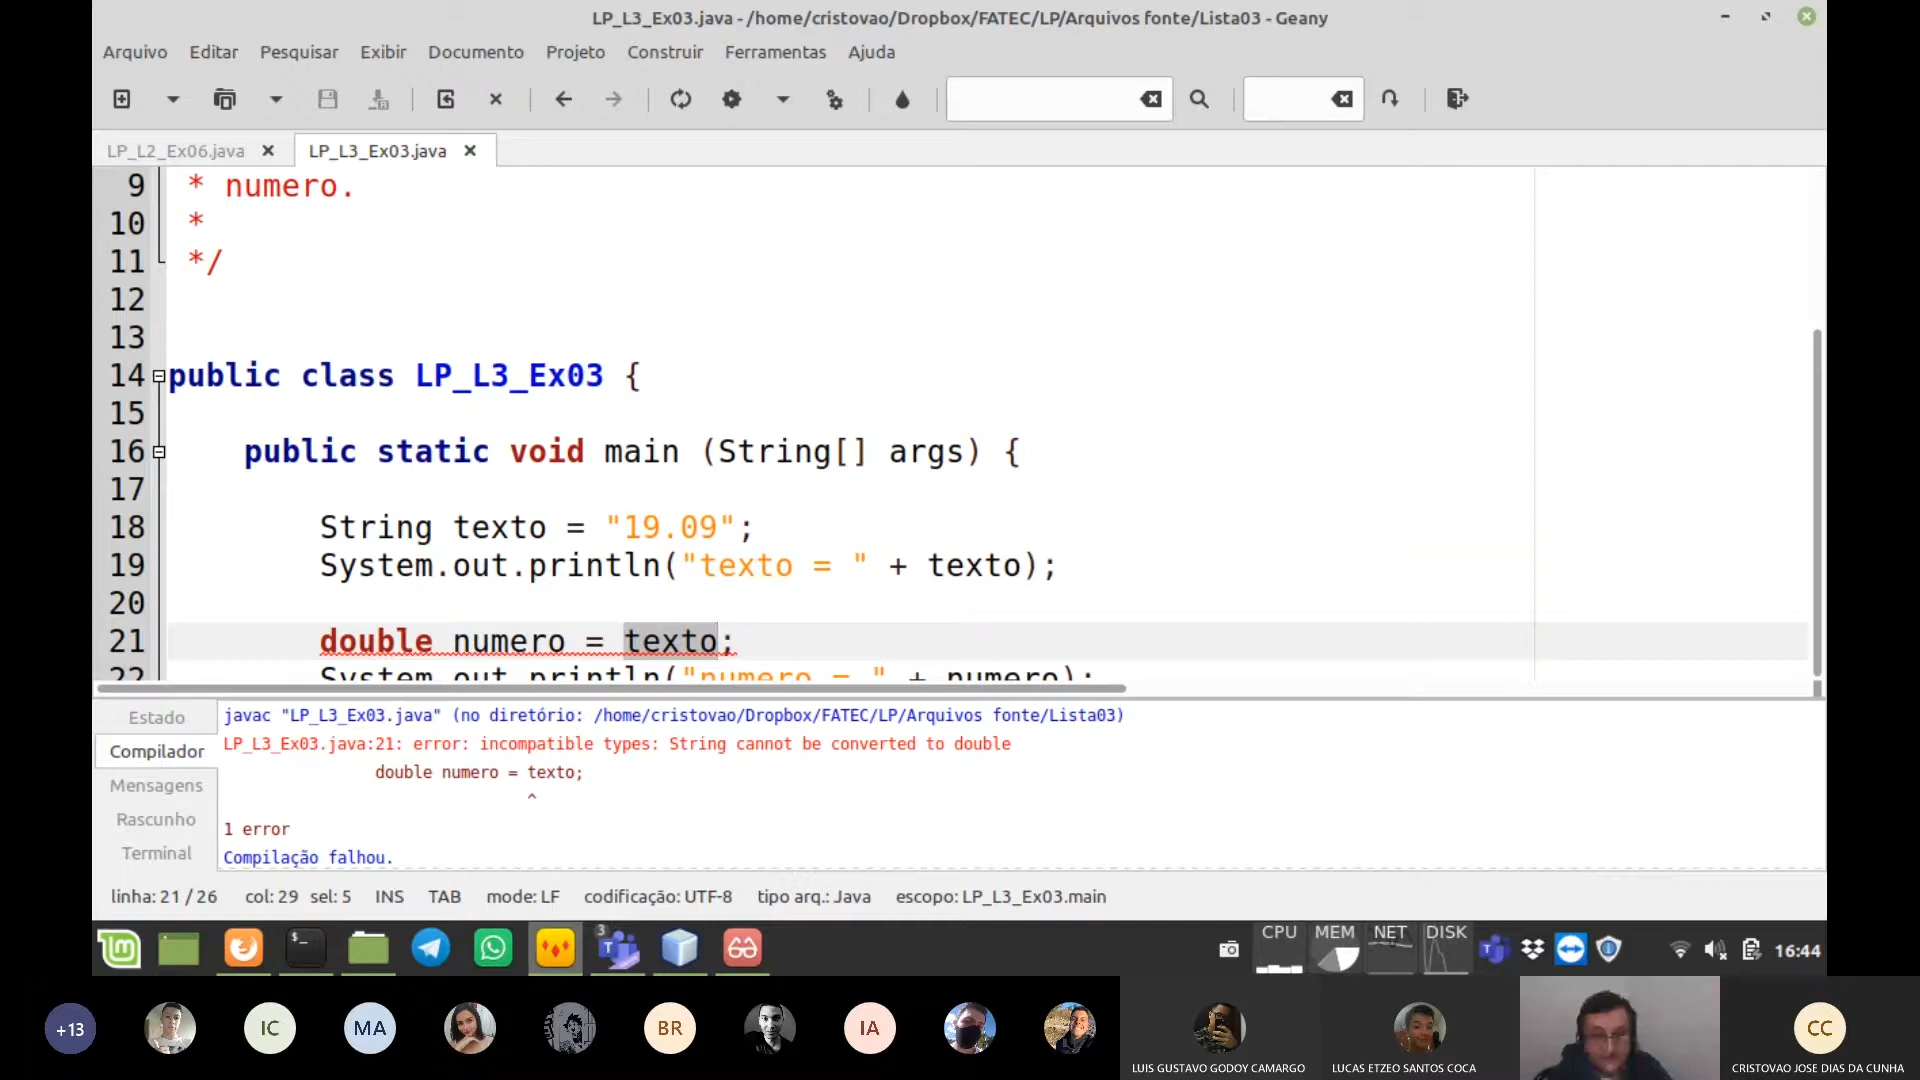 LP_L3_Ex03.java - /home/cristovao/Dropbox/FATEC/LP/Arquivos fonte/Lista03 - Geany
Arquivo Editar Pesquisar Exibir Documento Projeto Construir Ferramentas Ajuda
LP_L2_Ex06.java LP_L3_Ex03.java
9 * numero.
10 *
11 */
12
13
14 public class LP_L3_Ex03 {
15
16 public static void main (String[] args) {
17
18 String texto = "19.09";
19 System.out.println("texto = " + texto);
20
21 double numero = texto;
22 System.out.println("numero = " + numero);
Estado
Compilador
Mensagens
Rascunho
Terminal
javac "LP_L3_Ex03.java" (no diretório: /home/cristovao/Dropbox/FATEC/LP/Arquivos fonte/Lista03)
LP_L3_Ex03.java:21: error: incompatible types: String cannot be converted to double
double numero = texto;
^
1 error
Compilação falhou.
linha: 21 / 26 col: 29 sel: 5 INS TAB mode: LF codificação: UTF-8 tipo arq.: Java escopo: LP_L3_Ex03.main
$_ 3 T CPU MEM NET DISK 16:44
+13 IC MA BR IA CC
LUIS GUSTAVO GODOY CAMARGO LUCAS ETZEO SANTOS COCA CRISTOVAO JOSE DIAS DA CUNHA